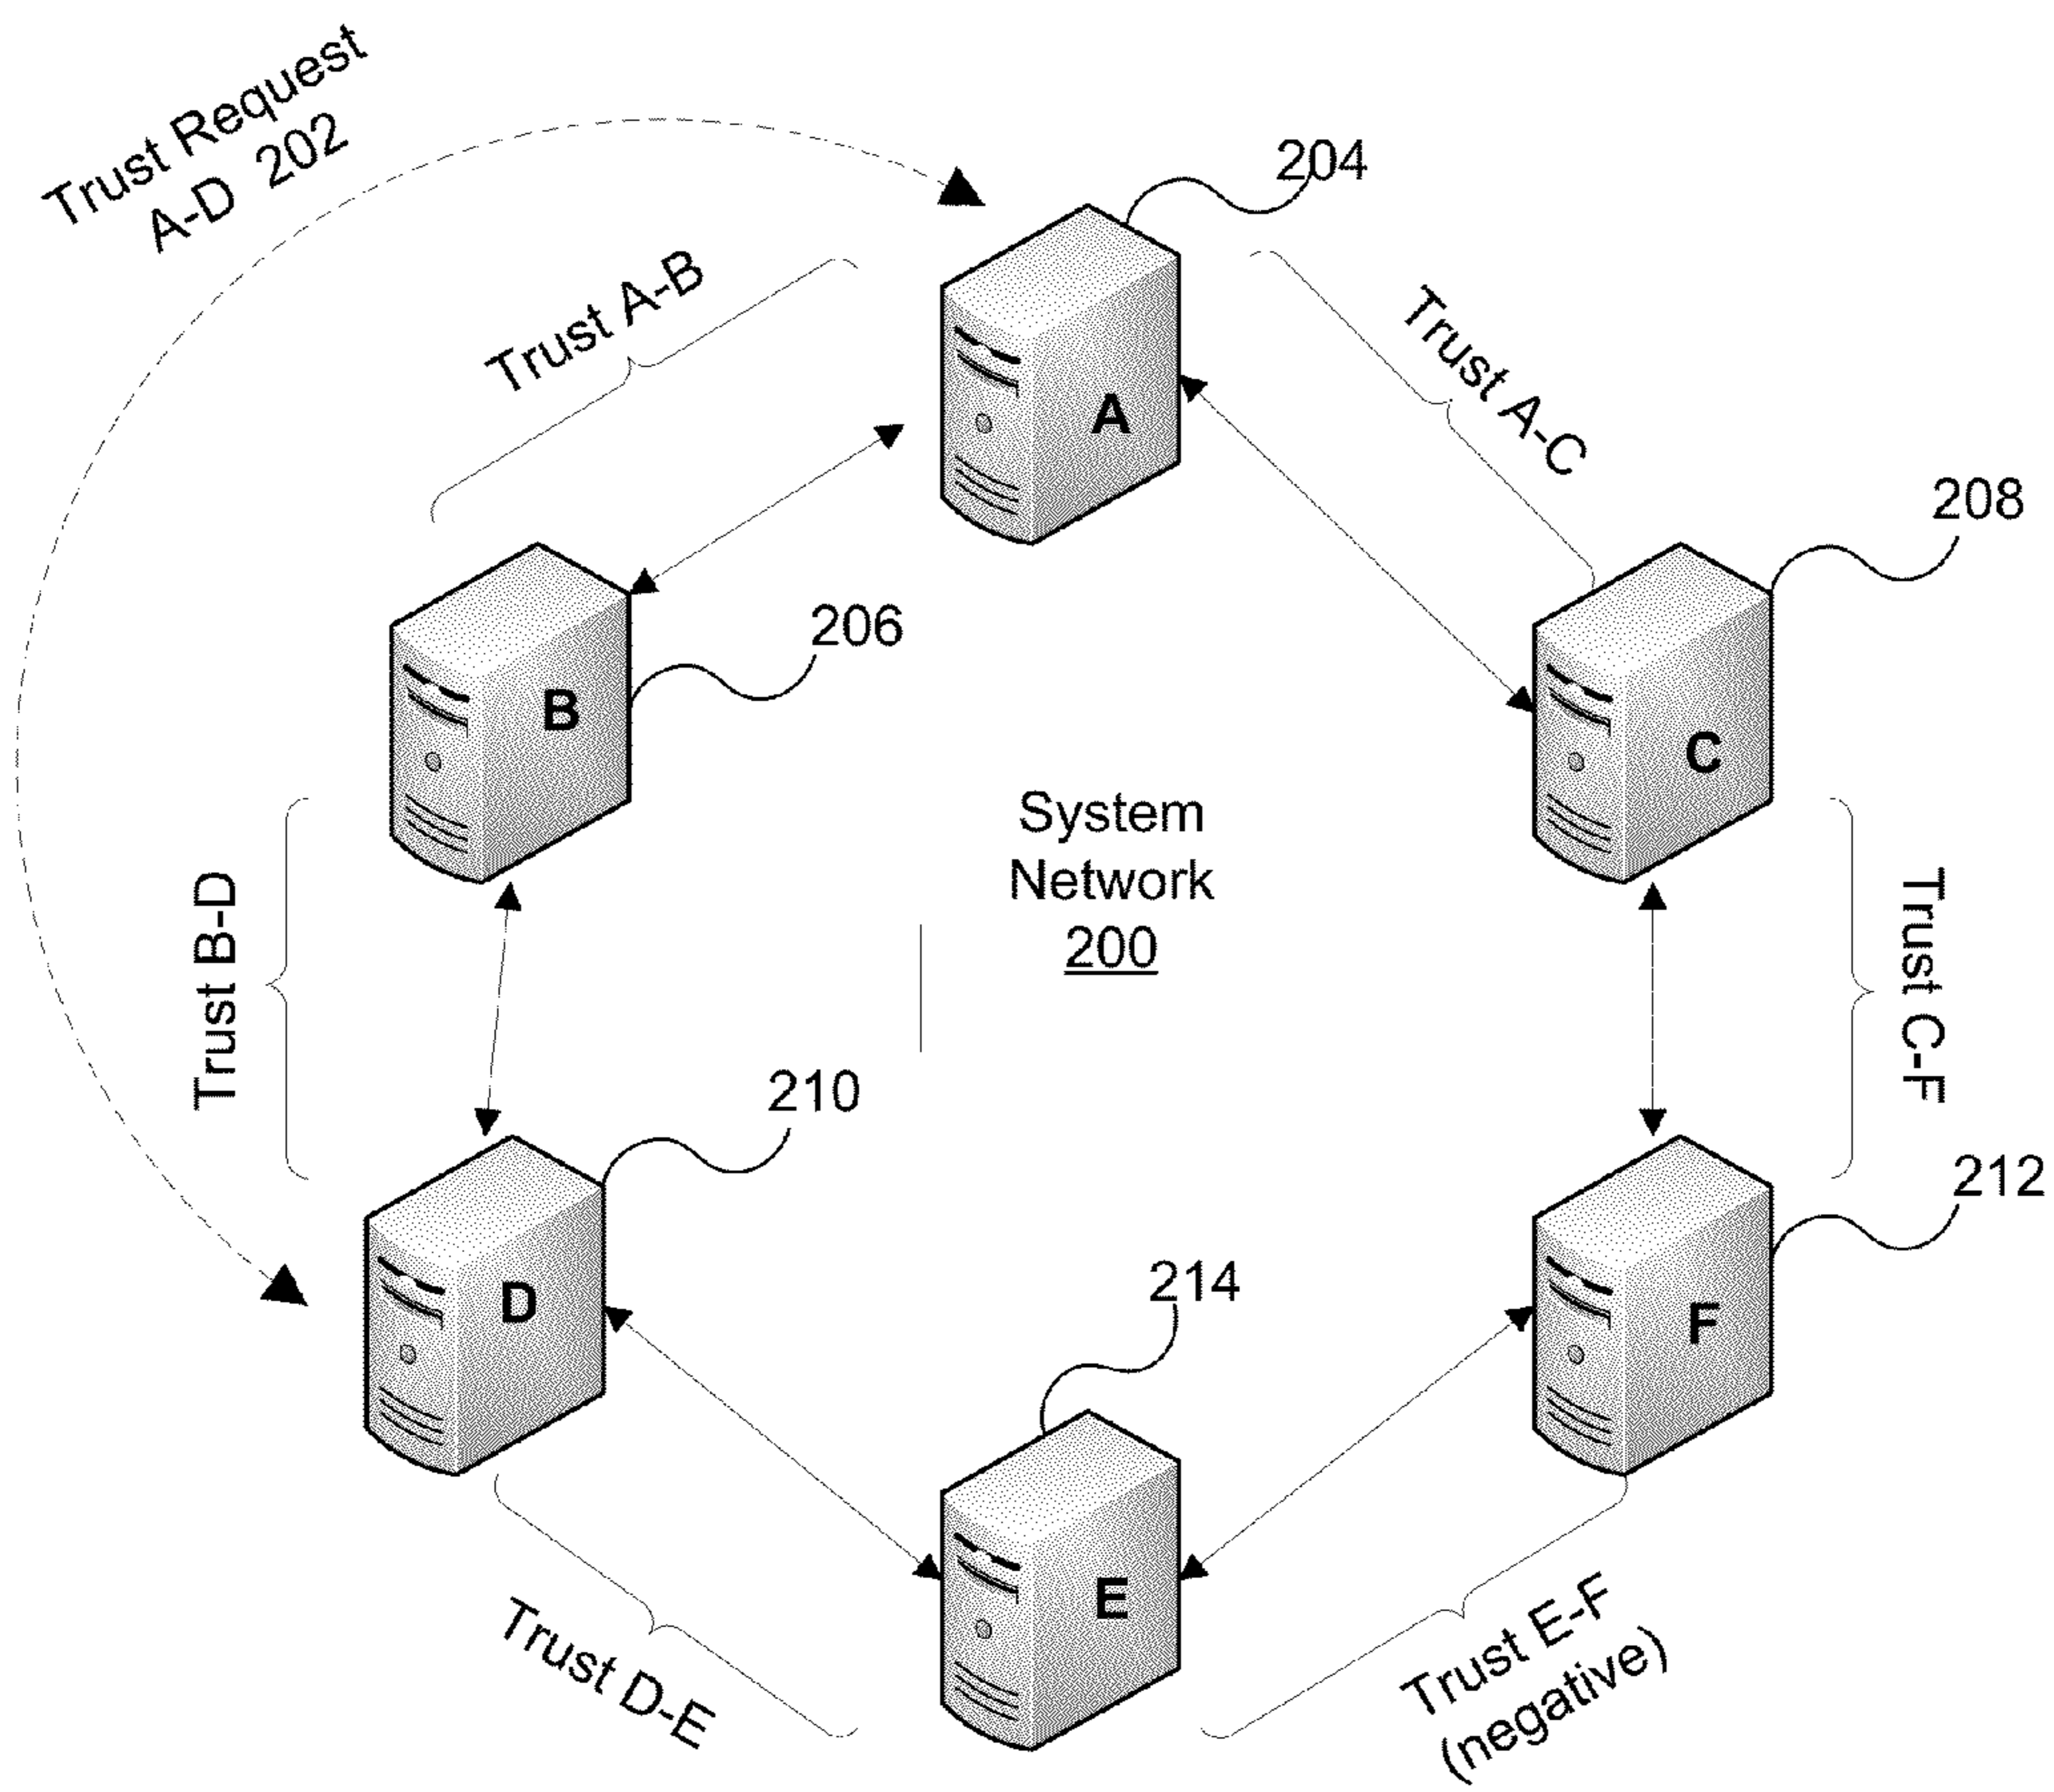 Trust Request
A-D 202
204
Trust A-B
Trust A-C
A
208
206
B
C
System
Network
200
Trust B-D
Trust C-F
210
212
D
214
F
E
Trust D-E
Trust E-F
(negative)